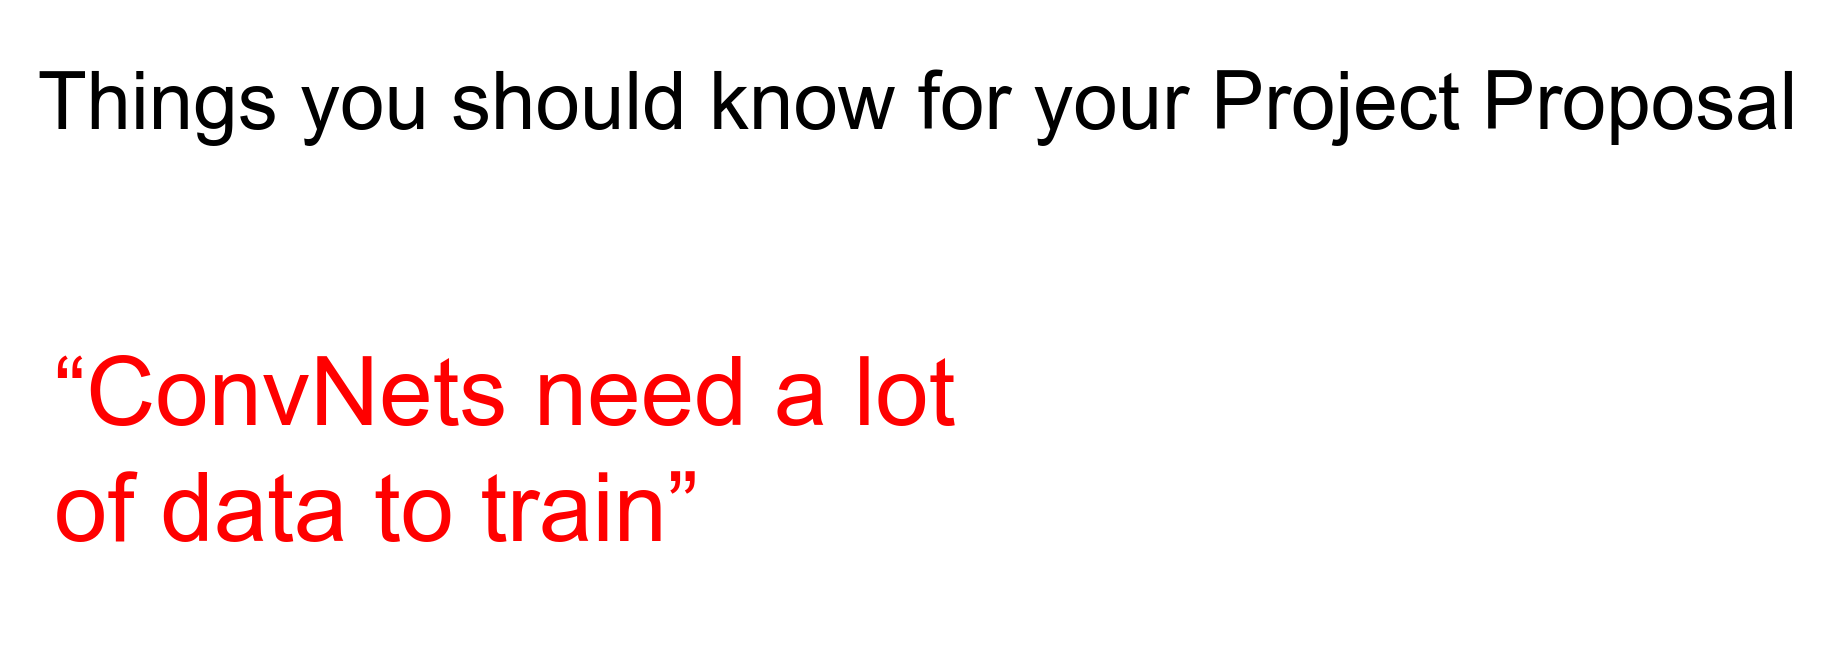 Things you should know for your Project Proposal
“ConvNets need a lot
of data to train”